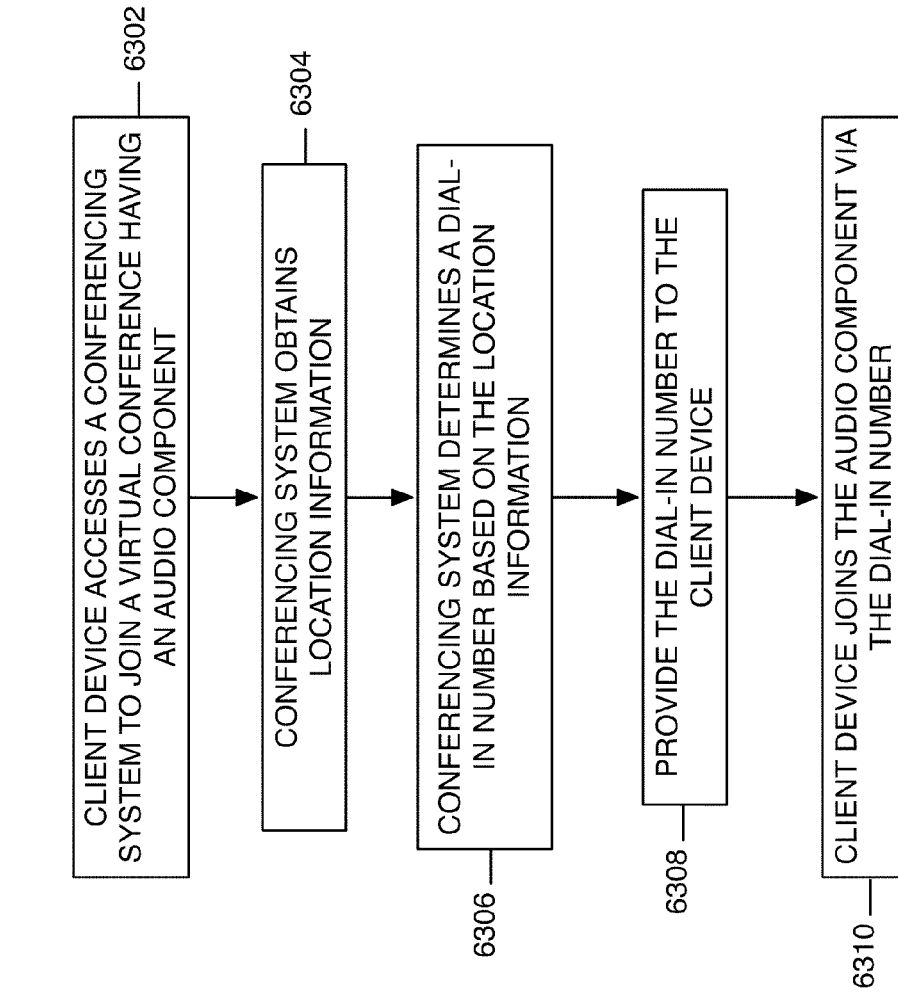 CLIENT DEVICE ACCESSES A CONFERENCING
SYSTEM TO JOIN A VIRTUAL CONFERENCE HAVING
AN AUDIO COMPONENT
6302
CONFERENCING SYSTEM OBTAINS
LOCATION INFORMATION
6304
CONFERENCING SYSTEM DETERMINES A DIAL-
IN NUMBER BASED ON THE LOCATION
INFORMATION
6306
PROVIDE THE DIAL-IN NUMBER TO THE
CLIENT DEVICE
6308
CLIENT DEVICE JOINS THE AUDIO COMPONENT VIA
THE DIAL-IN NUMBER
6310